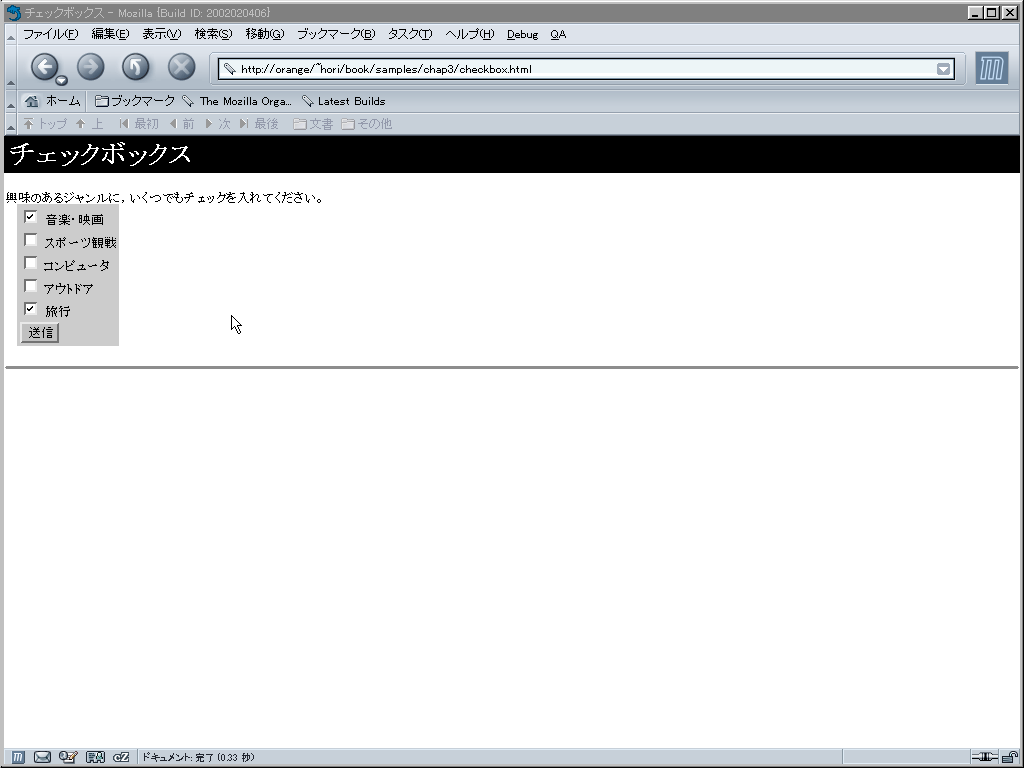 チェックボックス - Mozilla {Build ID: 2002020406}
ファイル(F) 編集(E) 表示(V) 検索(S) 移動(G) ブックマーク(B) タスク(T) ヘルプ(H) Debug QA
http://orange/~hori/book/samples/chap3/checkbox.html
ホーム ブックマーク The Mozilla Orga... Latest Builds
トップ 上 最初 前 次 最後 文書 その他
チェックボックス
興味のあるジャンルに，いくつでもチェックを入れてください。
音楽・映画
スポーツ観戦
コンピュータ
アウトドア
旅行
送信
ドキュメント: 完了 (0.33 秒)